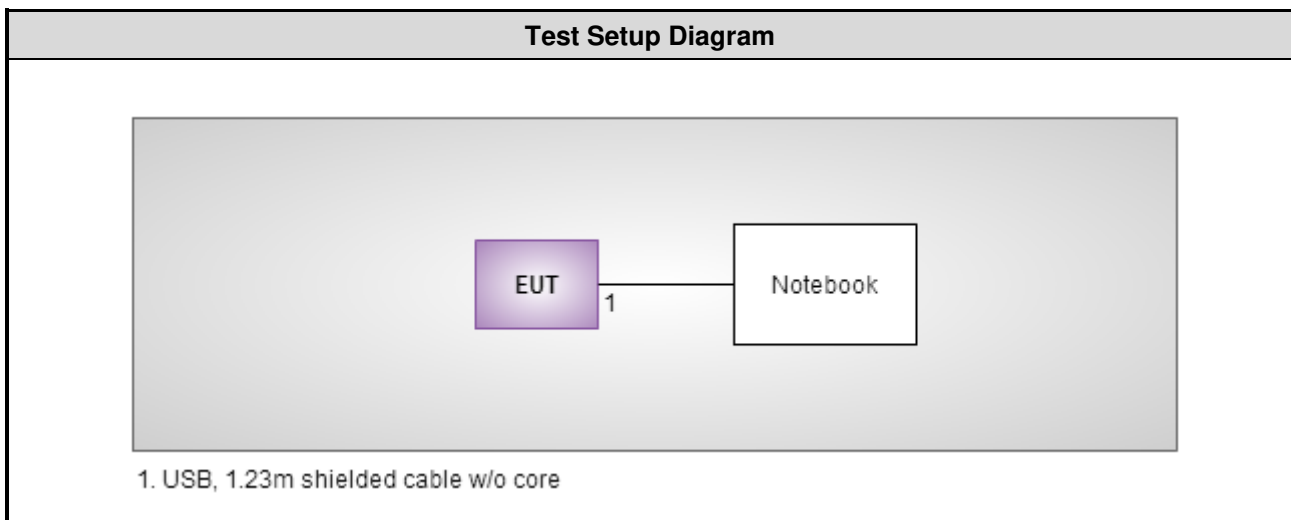 Test Setup Diagram
EUT
1
Notebook
1. USB, 1.23m shielded cable w/o core